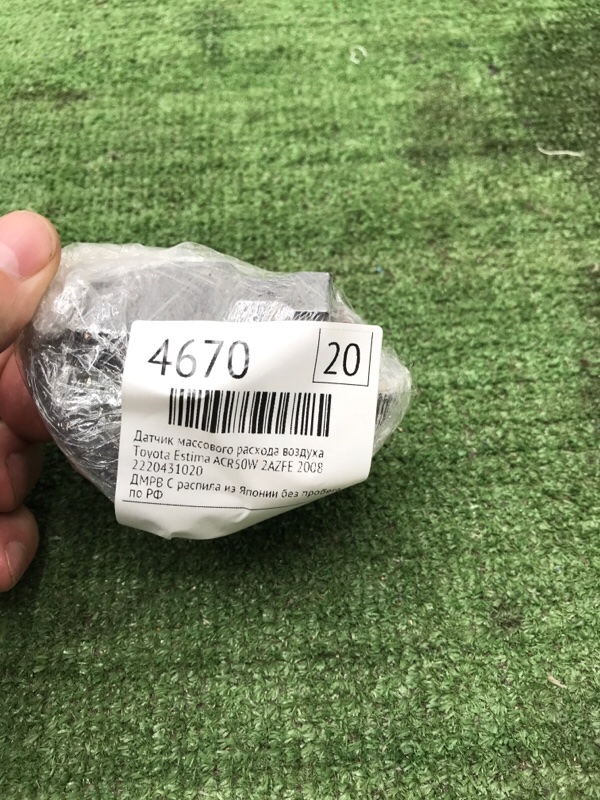 4670
20
Датчик массового расхода воздуха
Toyota Estima ACR50W 2AZFE 2008
2220431020
ДМРВ С распила из Японии без пробега
по РФ